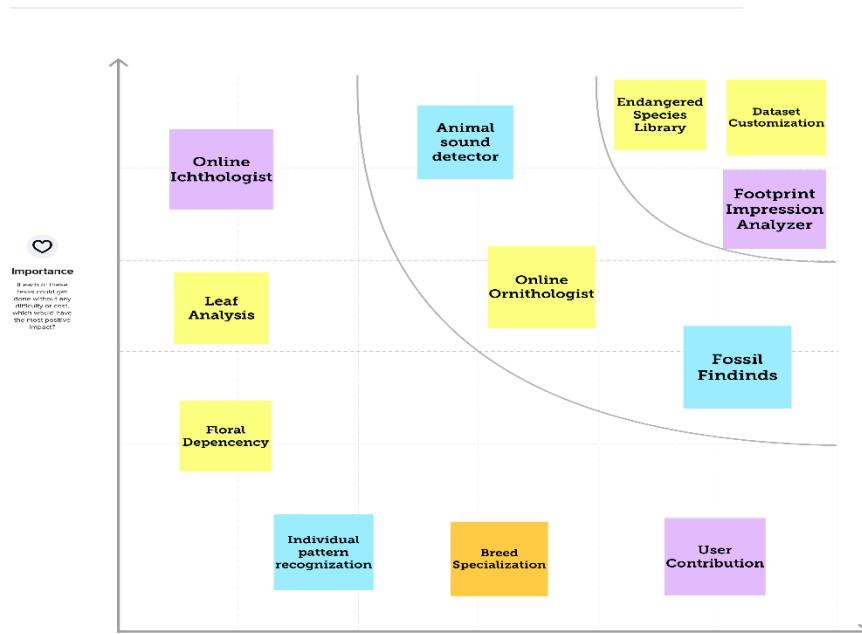 Endangered
Species
Library
Dataset
Customization
Animal
sound
detector
Online
Ichthologist
Footprint
Impression
Analyzer
Importance
If each of these
tasks could get
done without any
difficulty or cost,
which would have
the most positive
impact?
Online
Ornithologist
Leaf
Analysis
Fossil
Findinds
Floral
Depencency
Individual
pattern
recognization
Breed
Specialization
User
Contribution